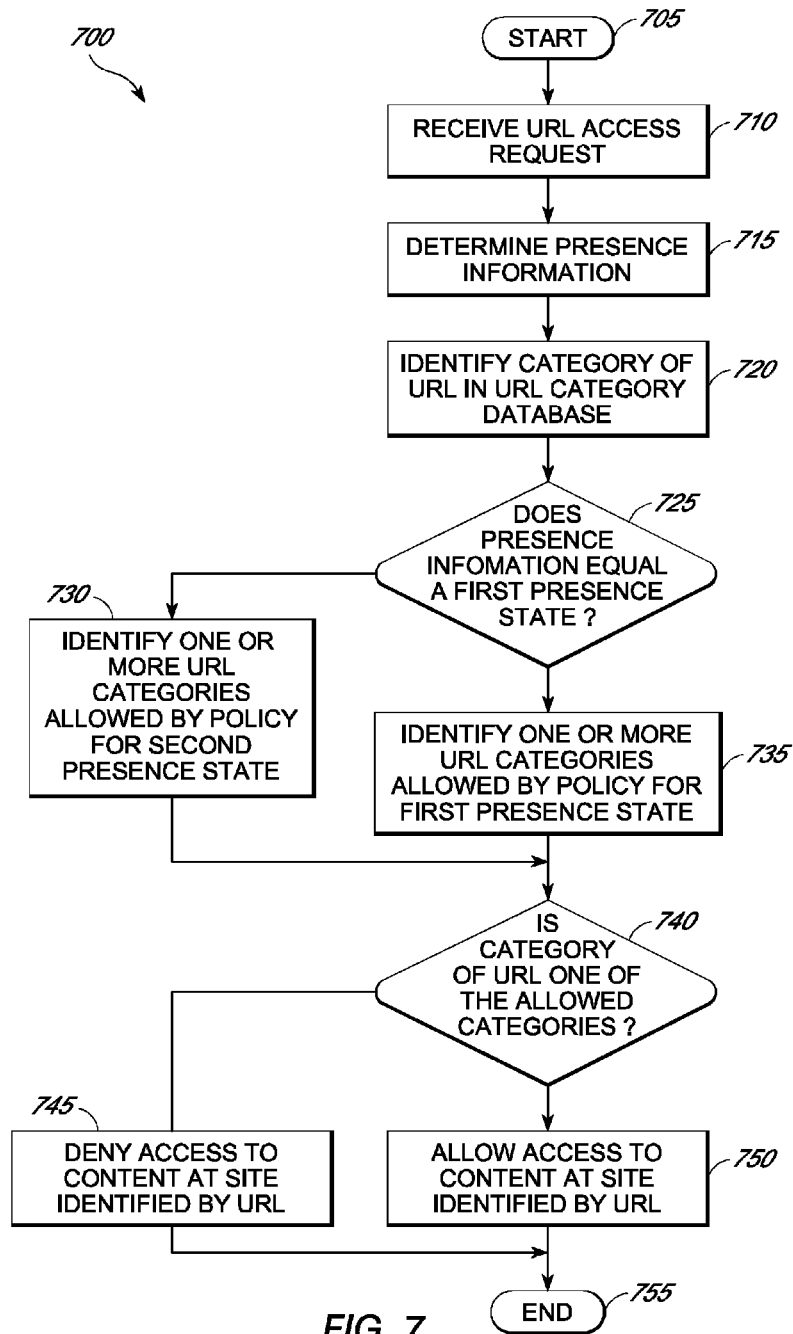 700
START
705
RECEIVE URL ACCESS
REQUEST
710
DETERMINE PRESENCE
INFORMATION
715
IDENTIFY CATEGORY OF
URL IN URL CATEGORY
DATABASE
720
DOES
PRESENCE
INFOMATION EQUAL
A FIRST PRESENCE
STATE ?
725
730
IDENTIFY ONE OR
MORE URL
CATEGORIES
ALLOWED BY POLICY
FOR SECOND
PRESENCE STATE
IDENTIFY ONE OR MORE
URL CATEGORIES
ALLOWED BY POLICY FOR
FIRST PRESENCE STATE
735
IS
CATEGORY
OF URL ONE OF
THE ALLOWED
CATEGORIES ?
740
745
DENY ACCESS TO
CONTENT AT SITE
IDENTIFIED BY URL
ALLOW ACCESS TO
CONTENT AT SITE
IDENTIFIED BY URL
750
END
755
FIG. 7